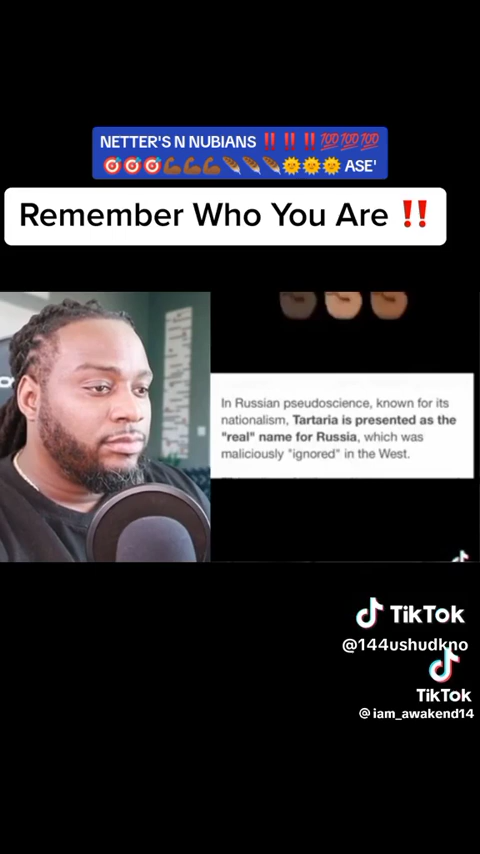 NETTER'S N NUBIANS ‼️ ‼️ ‼️💯💯💯
🎯🎯🎯💪🏾💪🏾💪🏾🪶🪶🪶🌞🌞🌞 ASE'
Remember Who You Are ‼️
In Russian pseudoscience, known for its
nationalism, Tartaria is presented as the
"real" name for Russia, which was
maliciously "ignored" in the West.
TikTok
@144ushudkno
TikTok
@iam_awakend14